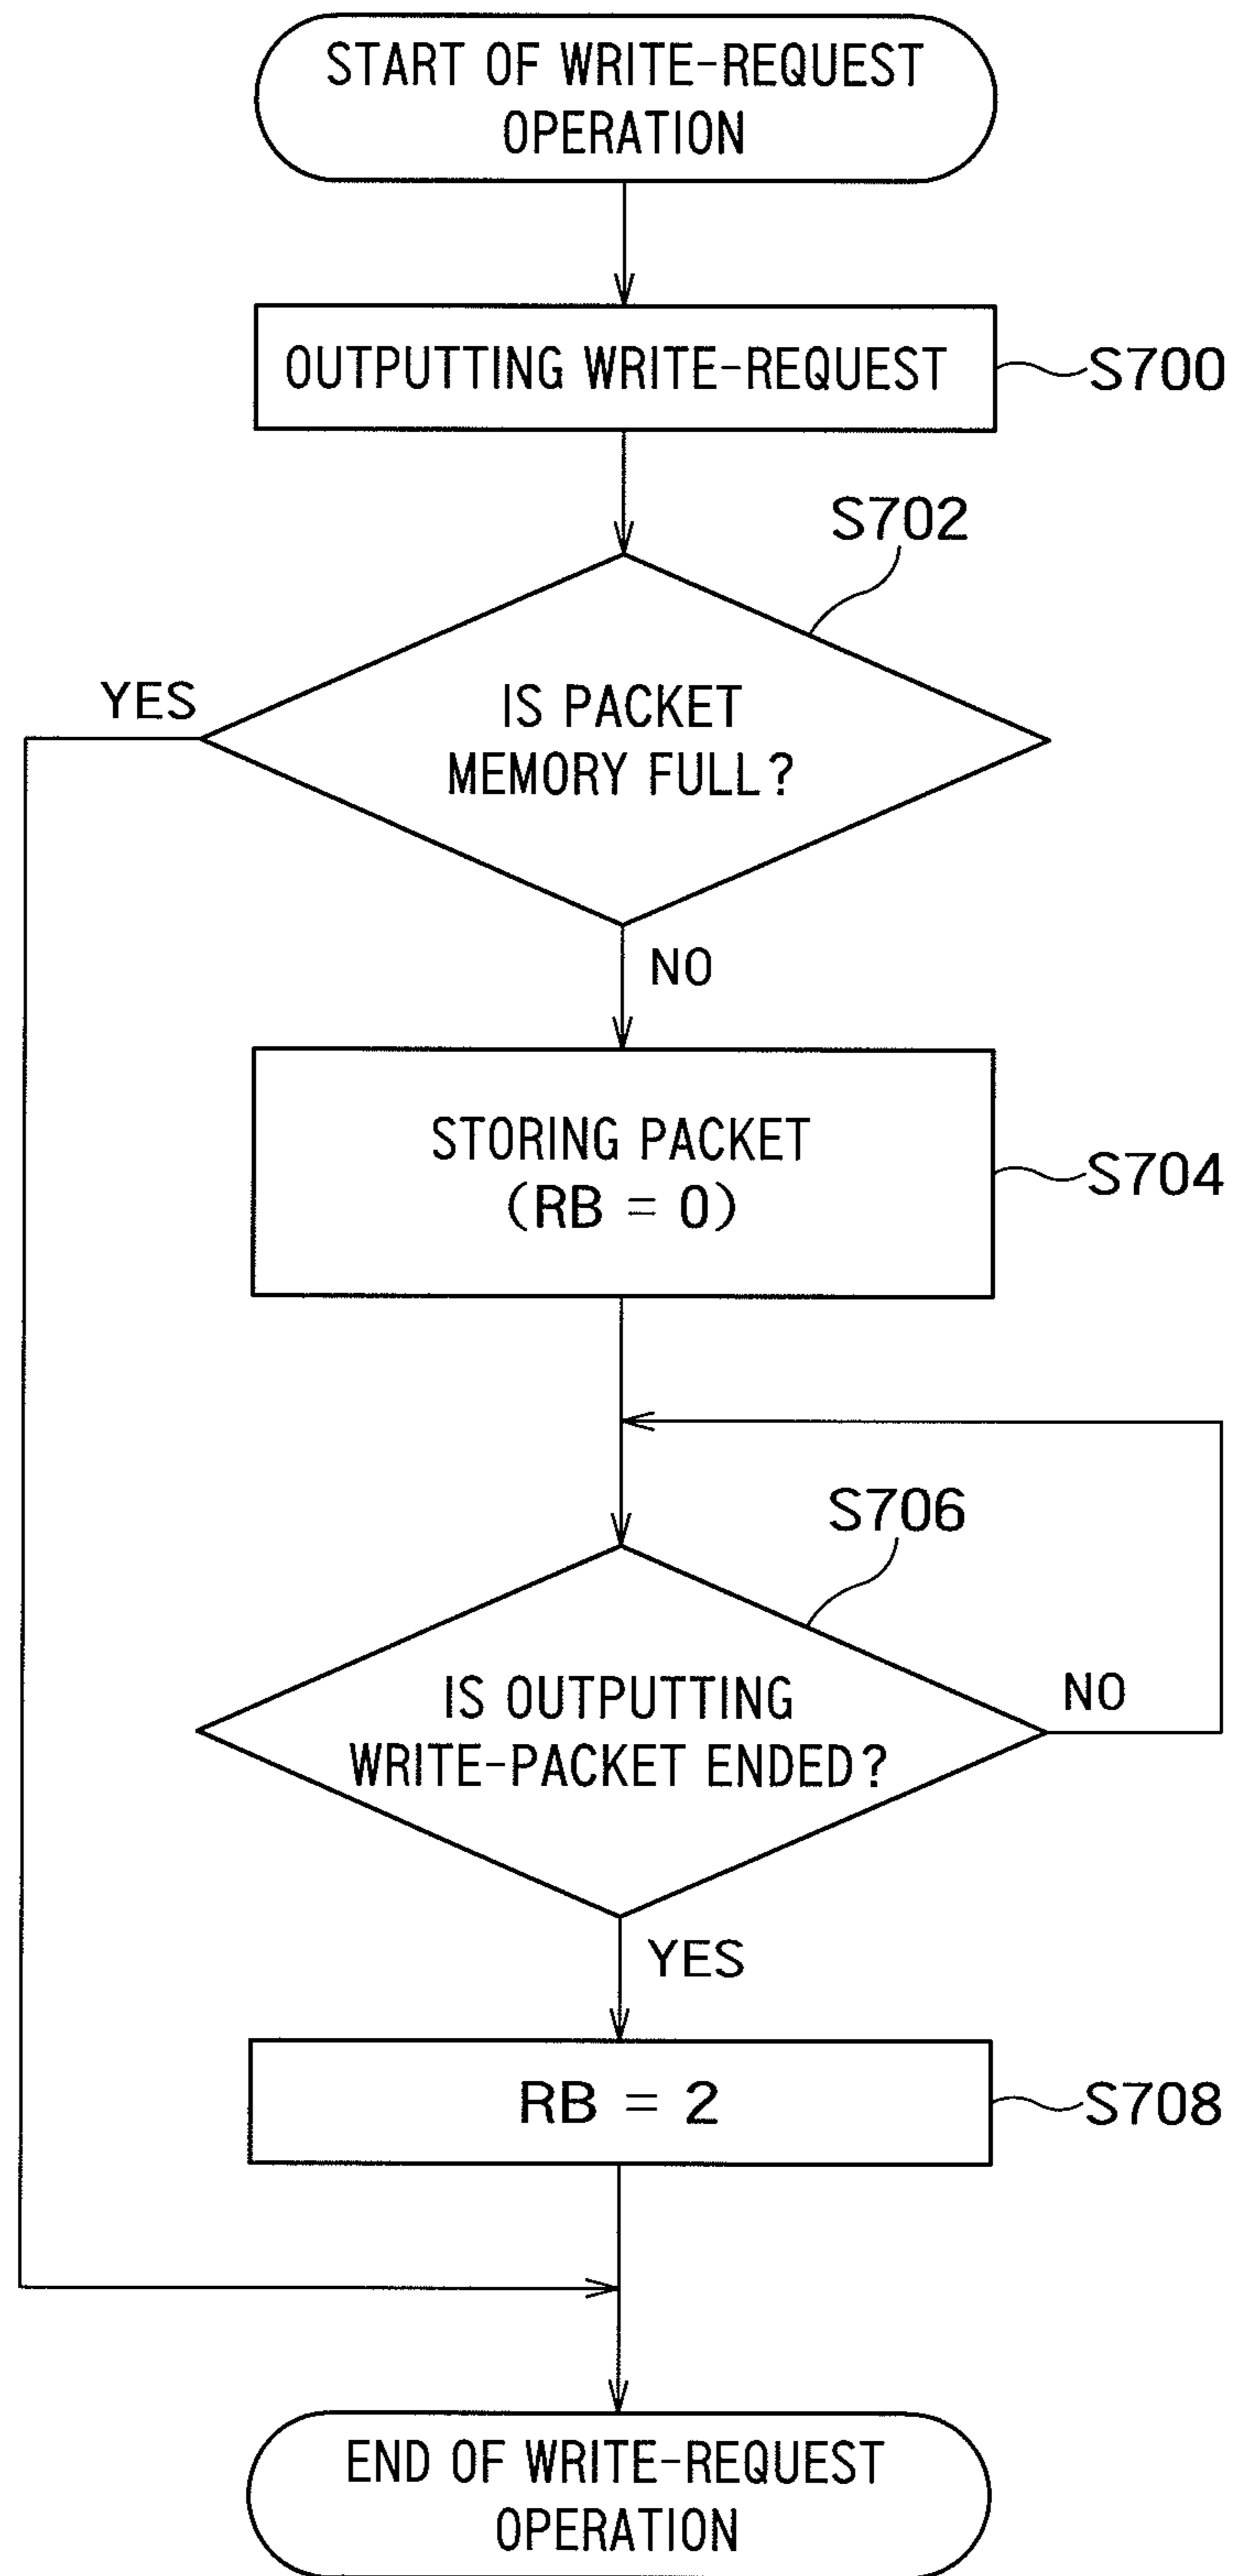 START OF WRITE-REQUEST
OPERATION
OUTPUTTING WRITE-REQUEST
S700
S702
YES
IS PACKET
MEMORY FULL?
NO
STORING PACKET
(RB = 0)
S704
S706
IS OUTPUTTING
WRITE-PACKET ENDED?
NO
YES
RB = 2
S708
END OF WRITE-REQUEST
OPERATION